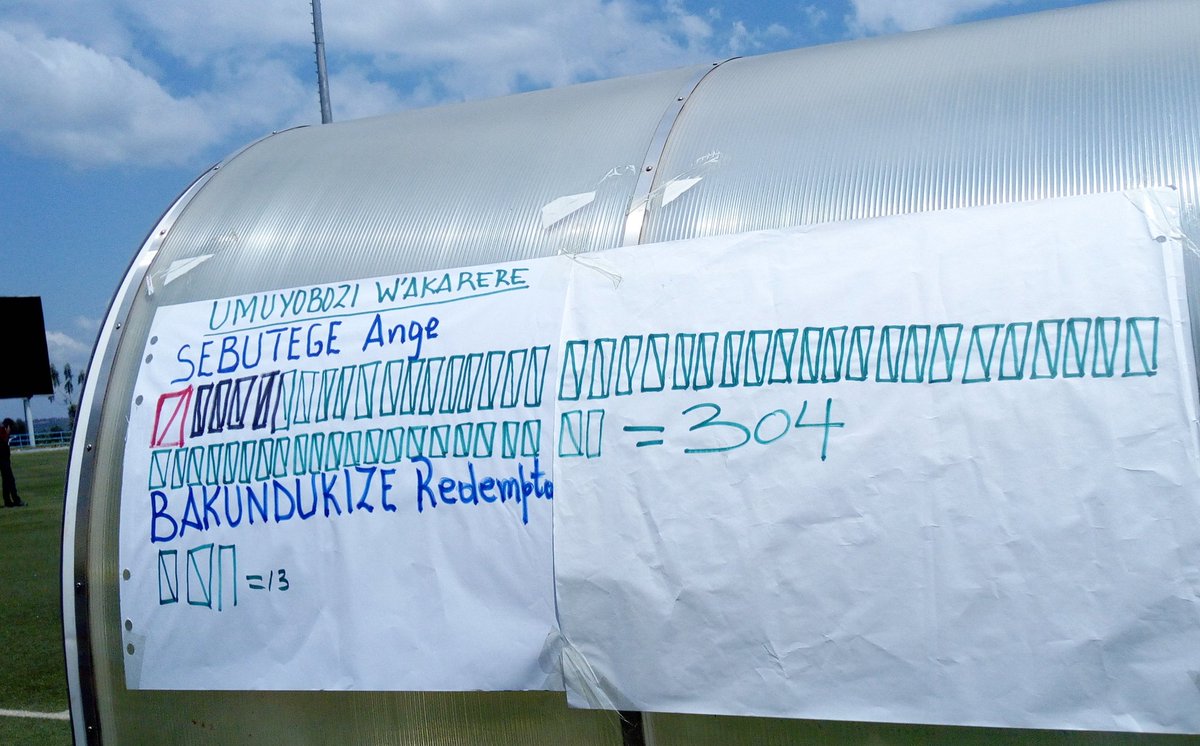 UMUYOBOZI W'AKARERE
SEBUTEGE Ange
= 304
BAKUNDUKIZE Redempta
= 13